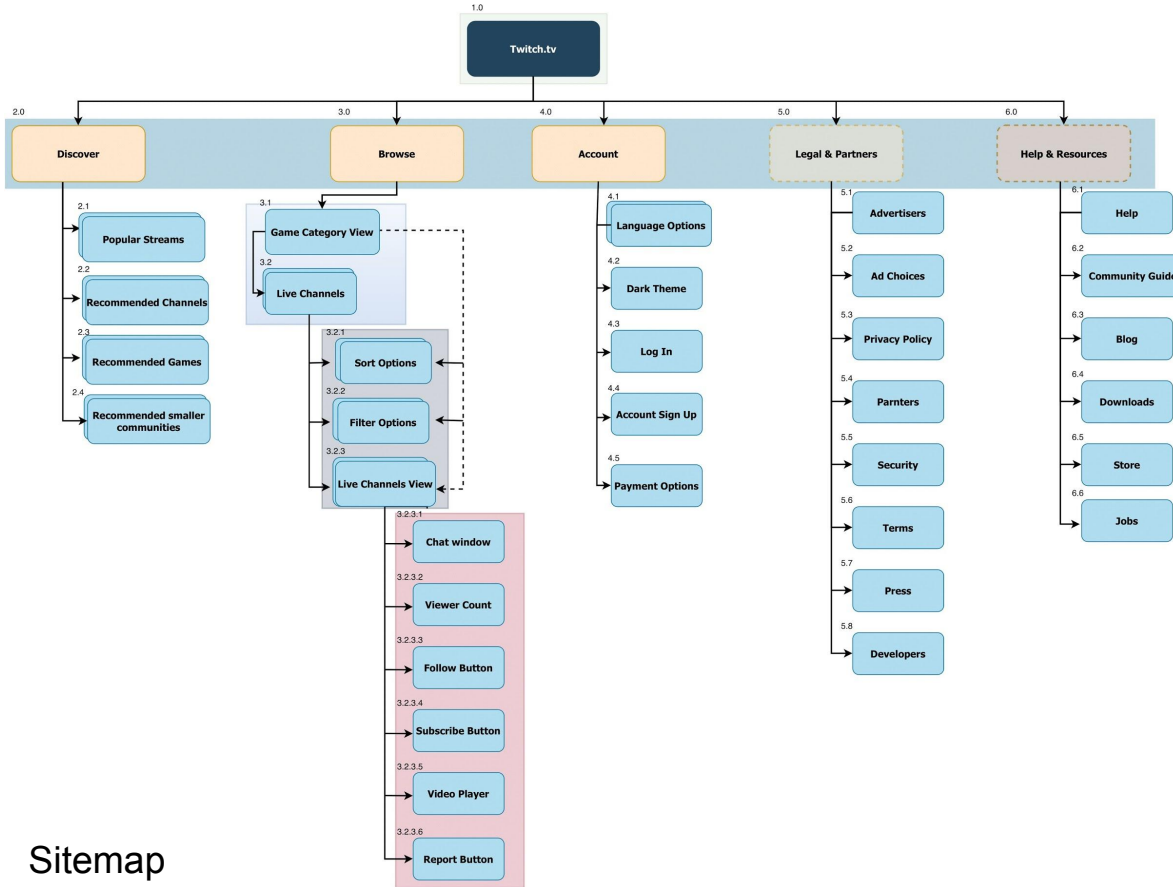 1.0
Twitch.tv
2.0
Discover
3.0
Browse
4.0
Account
5.0
Legal & Partners
6.0
Help & Resources
2.1
Popular Streams
2.2
Recommended Channels
2.3
Recommended Games
2.4
Recommended smaller
communities
3.1
Game Category View
3.2
Live Channels
3.2.1
Sort Options
3.2.2
Filter Options
3.2.3
Live Channels View
3.2.3.1
Chat window
3.2.3.2
Viewer Count
3.2.3.3
Follow Button
3.2.3.4
Subscribe Button
3.2.3.5
Video Player
3.2.3.6
Report Button
4.1
Language Options
4.2
Dark Theme
4.3
Log In
4.4
Account Sign Up
4.5
Payment Options
5.1
Advertisers
5.2
Ad Choices
5.3
Privacy Policy
5.4
Parnters
5.5
Security
5.6
Terms
5.7
Press
5.8
Developers
6.1
Help
6.2
Community Guide
6.3
Blog
6.4
Downloads
6.5
Store
6.6
Jobs
Sitemap